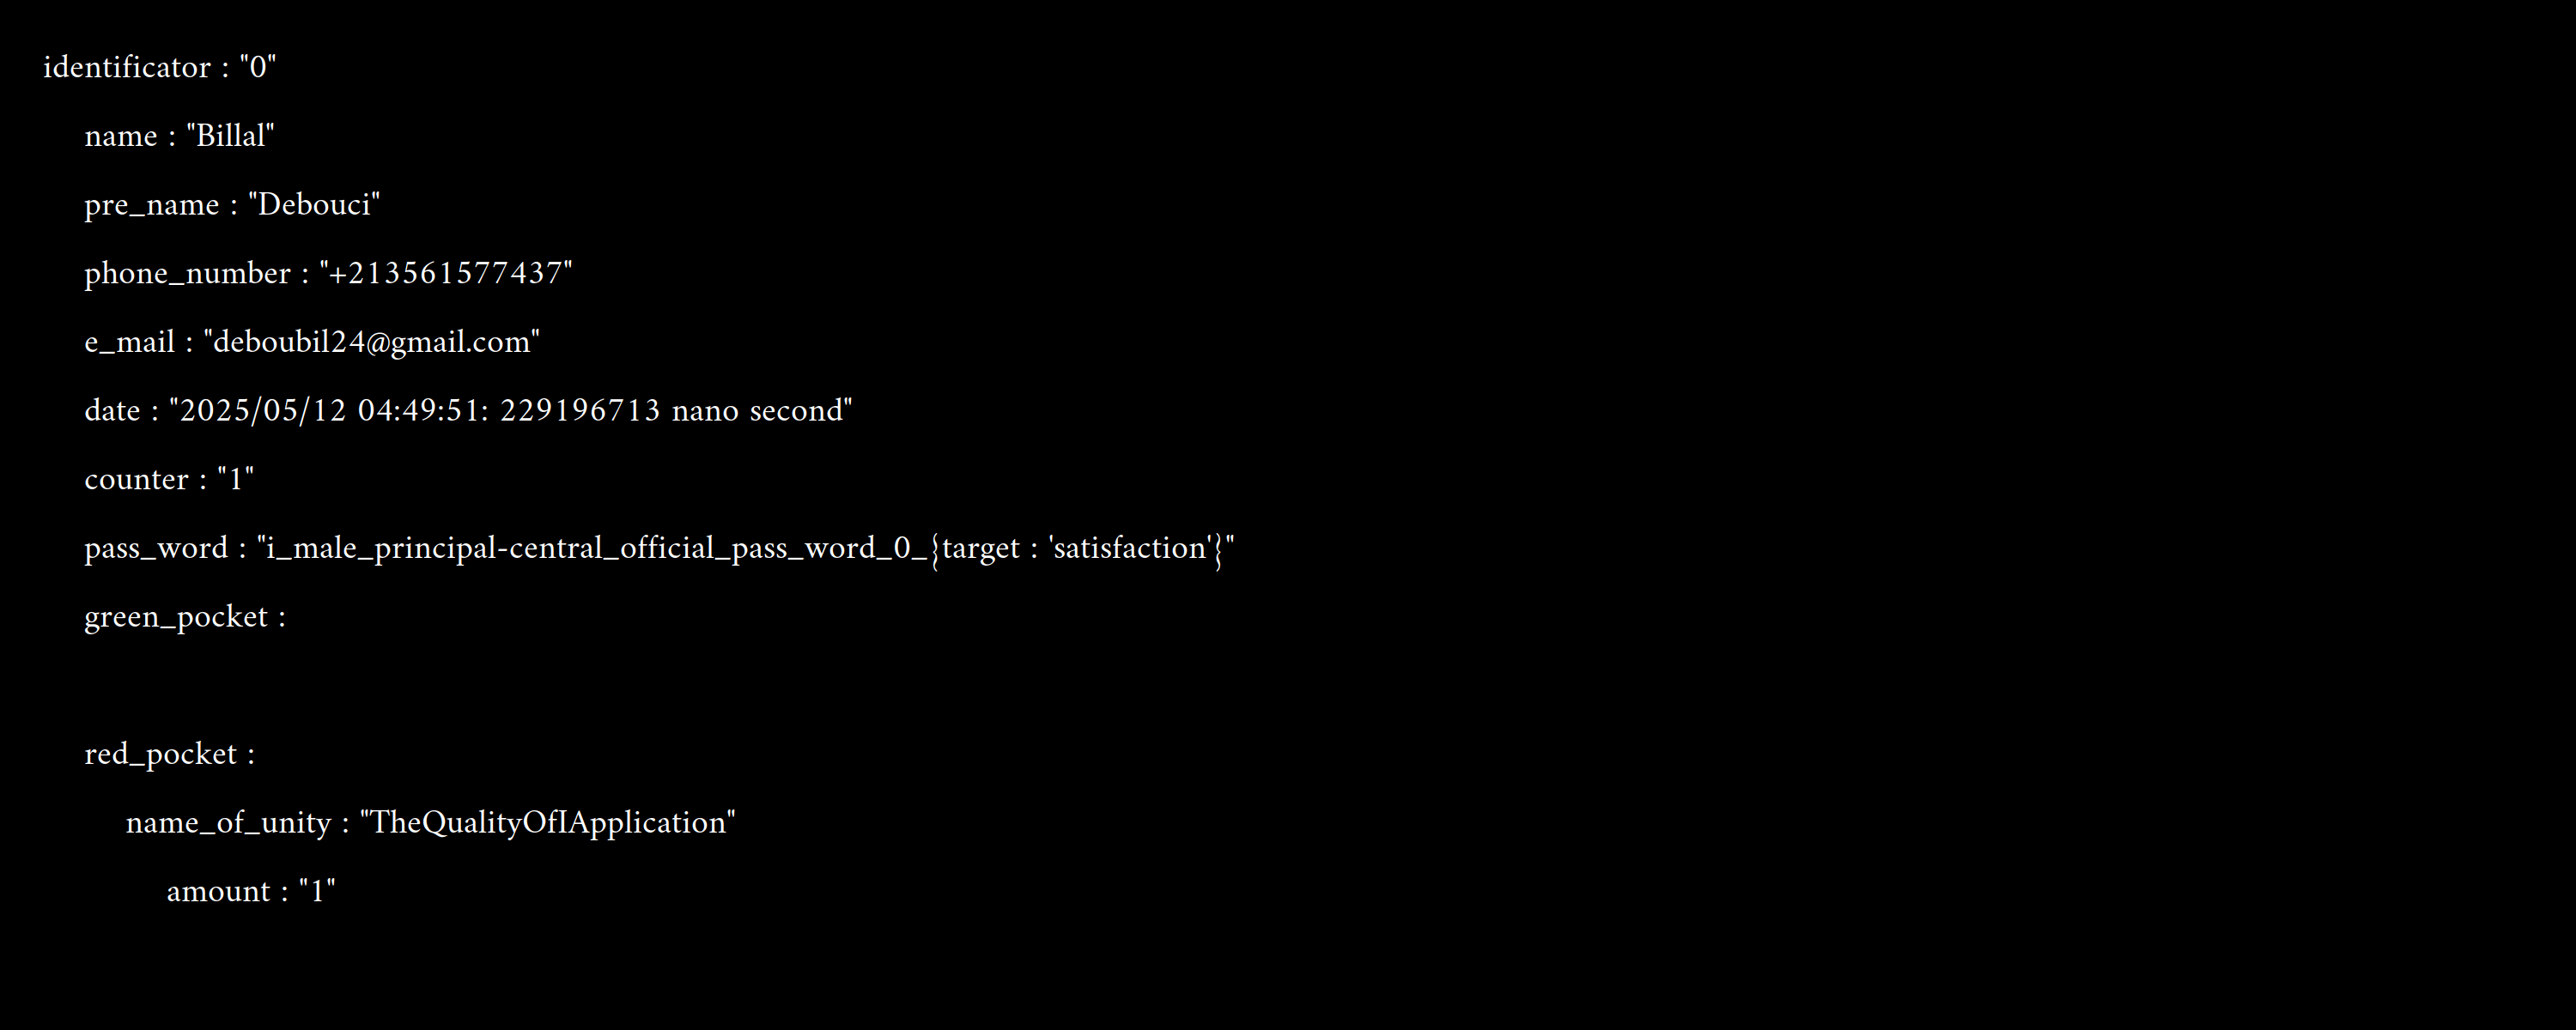 identificator : "0"
name : "Billal"
pre_name : "Debouci"
phone_number : "+213561577437"
e_mail : "deboubil24@gmail.com"
date : "2025/05/12 04:49:51: 229196713 nano second"
counter : "1"
pass_word : "i_male_principal-central_official_pass_word_0_{target : 'satisfaction'}"
green_pocket :
red_pocket :
name_of_unity : "TheQualityOfIApplication"
amount : "1"